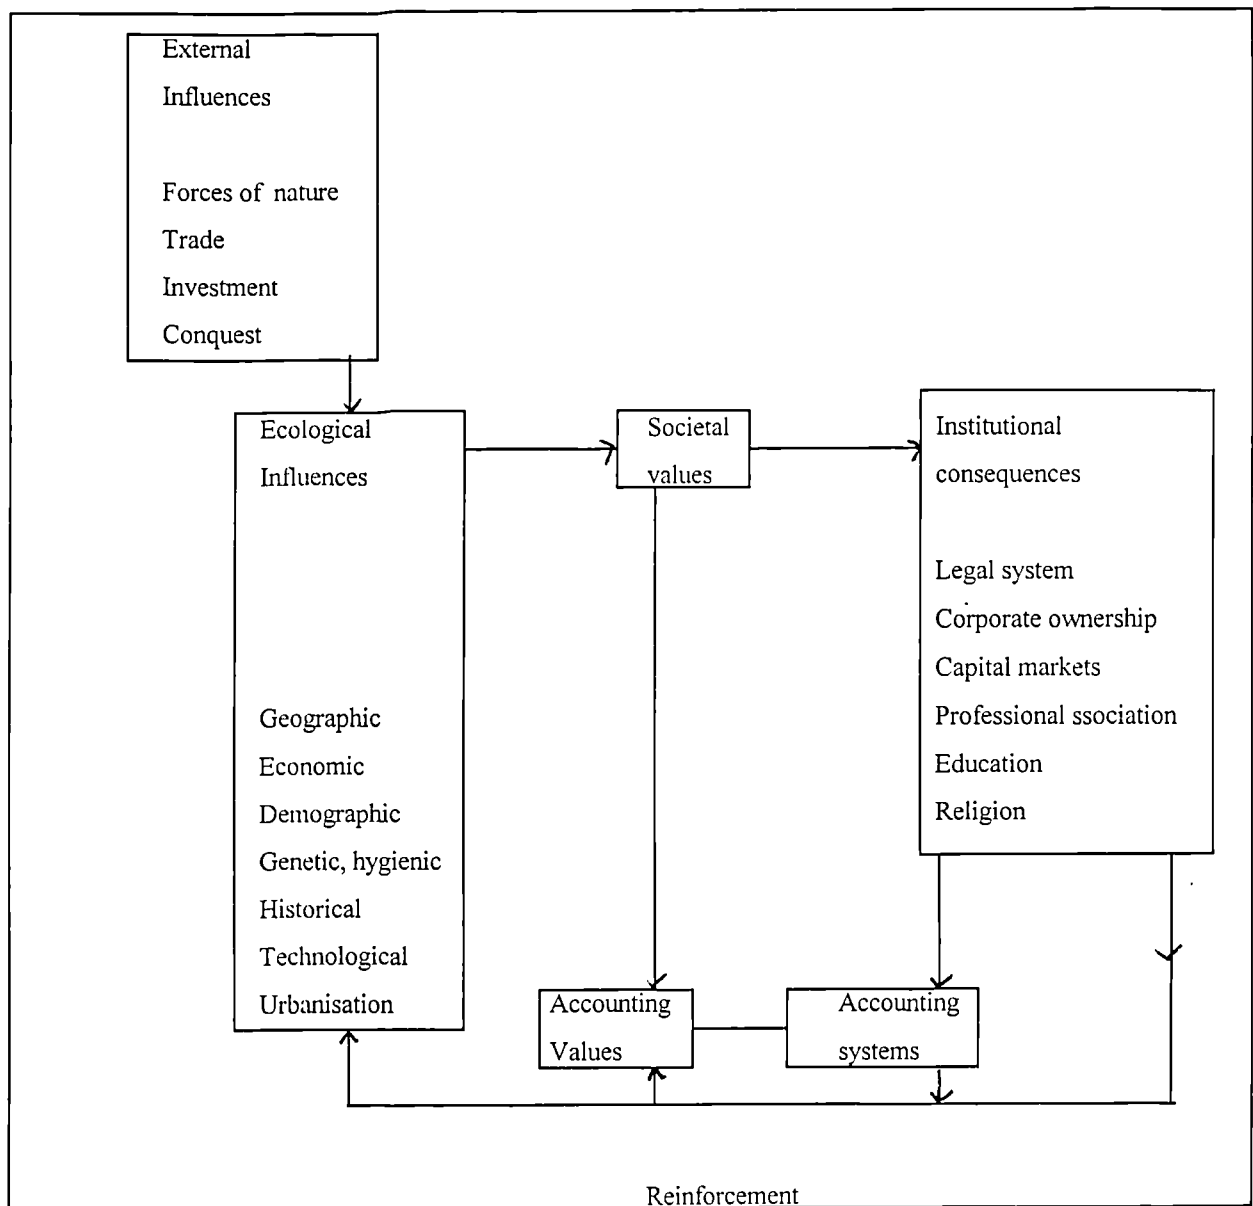 External
Influences
Forces of nature
Trade
Investment
Conquest
Ecological
Influences
Geographic
Economic
Demographic
Genetic, hygienic
Historical
Technological
Urbanisation
Societal
values
Institutional
consequences
Legal system
Corporate ownership
Capital markets
Professional ssociation
Education
Religion
Accounting
Values
Accounting
systems
Reinforcement